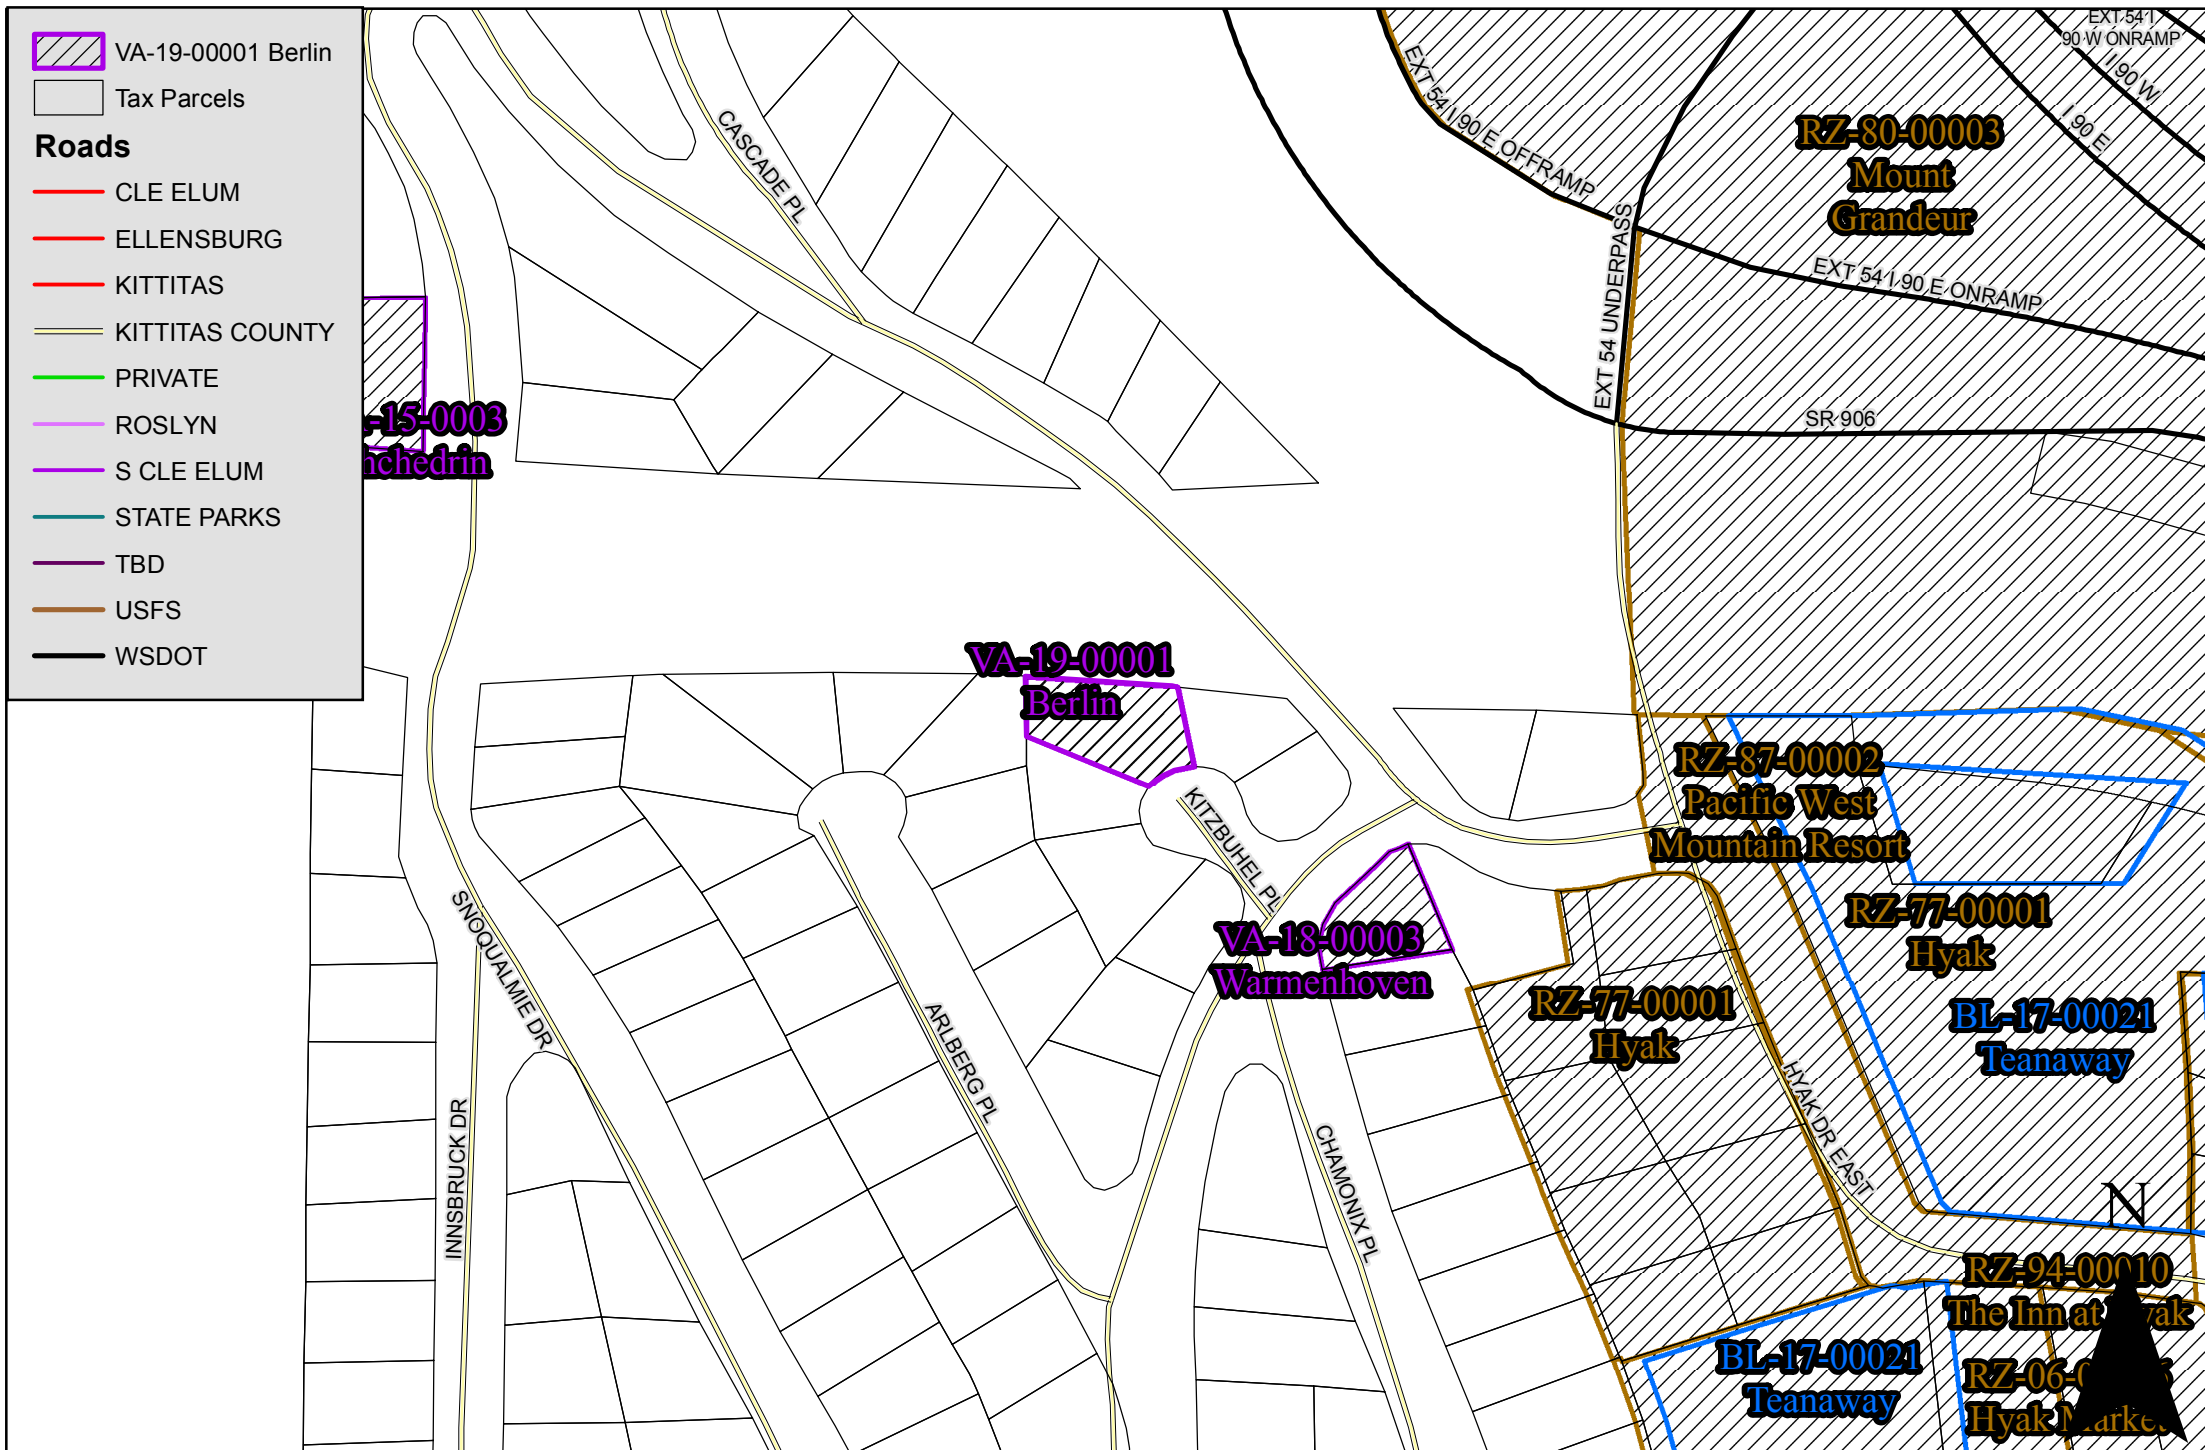 VA-19-00001 Berlin
Tax Parcels
Roads
CLE ELUM
ELLENSBURG
KITTITAS
KITTITAS COUNTY
PRIVATE
ROSLYN
S CLE ELUM
STATE PARKS
TBD
USFS
WSDOT
EXT 54 I
90 W ONRAMP
I 90 W
I 90 E
EXT 54 I 90 E OFFRAMP
RZ-80-00003
Mount
Grandeur
CASCADE PL
EXT 54 UNDERPASS
EXT 54 I 90 E ONRAMP
SR 906
-15-0003
nchedrin
VA-19-00001
Berlin
RZ-87-00002
Pacific West
Mountain Resort
KITZBUHEL PL
RZ-77-00001
Hyak
VA-18-00003
Warmenhoven
SNOQUALMIE DR
RZ-77-00001
Hyak
BL-17-00021
Teanaway
ARLBERG PL
HYAK DR EAST
INNSBRUCK DR
CHAMONIX PL
N
RZ-94-00010
The Inn at
BL-17-00021
Teanaway
Hyak